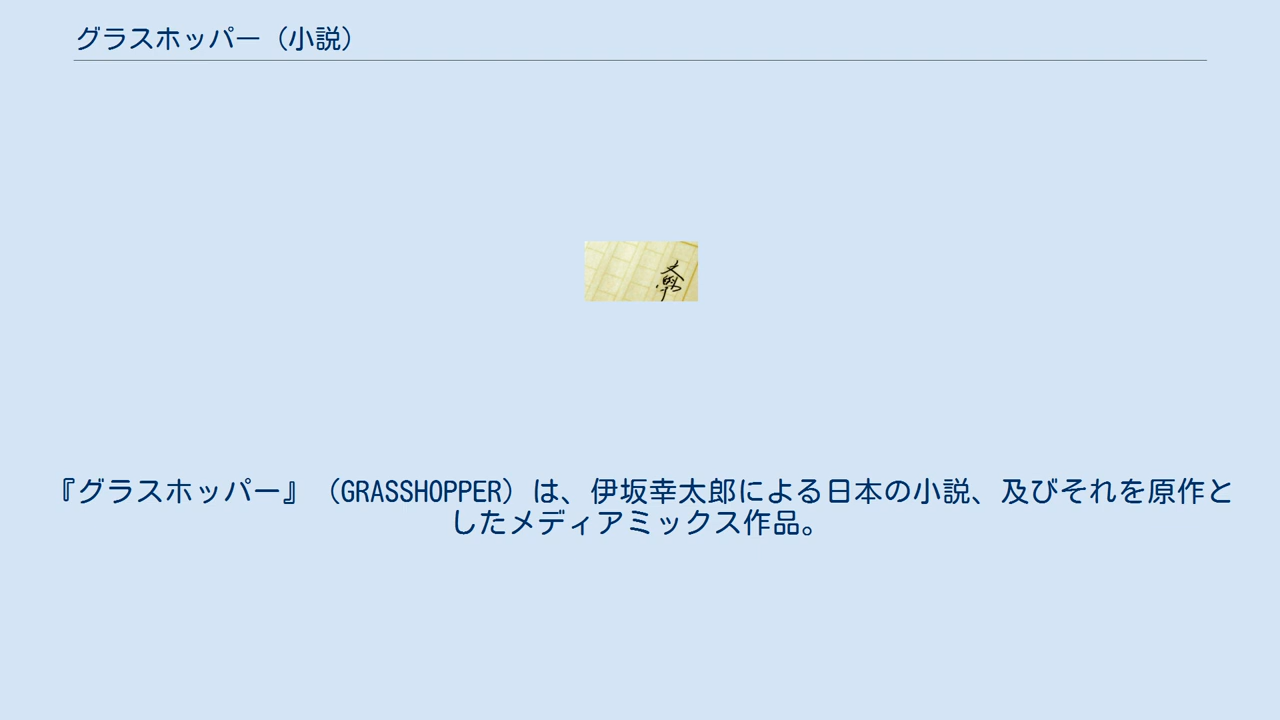 グラスホッパー（小説）
『グラスホッパー』（GRASSHOPPER）は、伊坂幸太郎による日本の小説、及びそれを原作と
したメディアミックス作品。